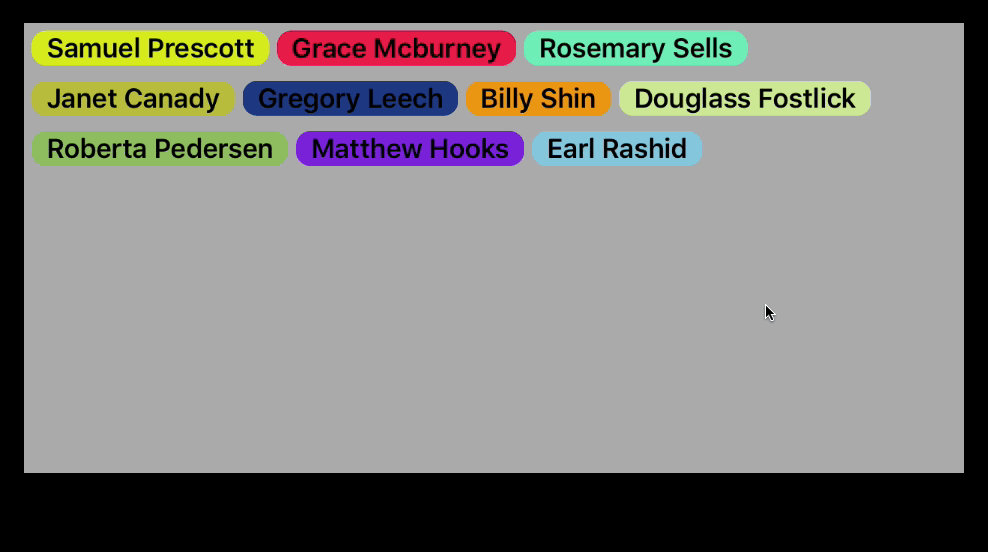 Samuel Prescott Grace Mcburney Rosemary Sells
Janet Canady Gregory Leech Billy Shin Douglass Fostlick
Roberta Pedersen Matthew Hooks Earl Rashid